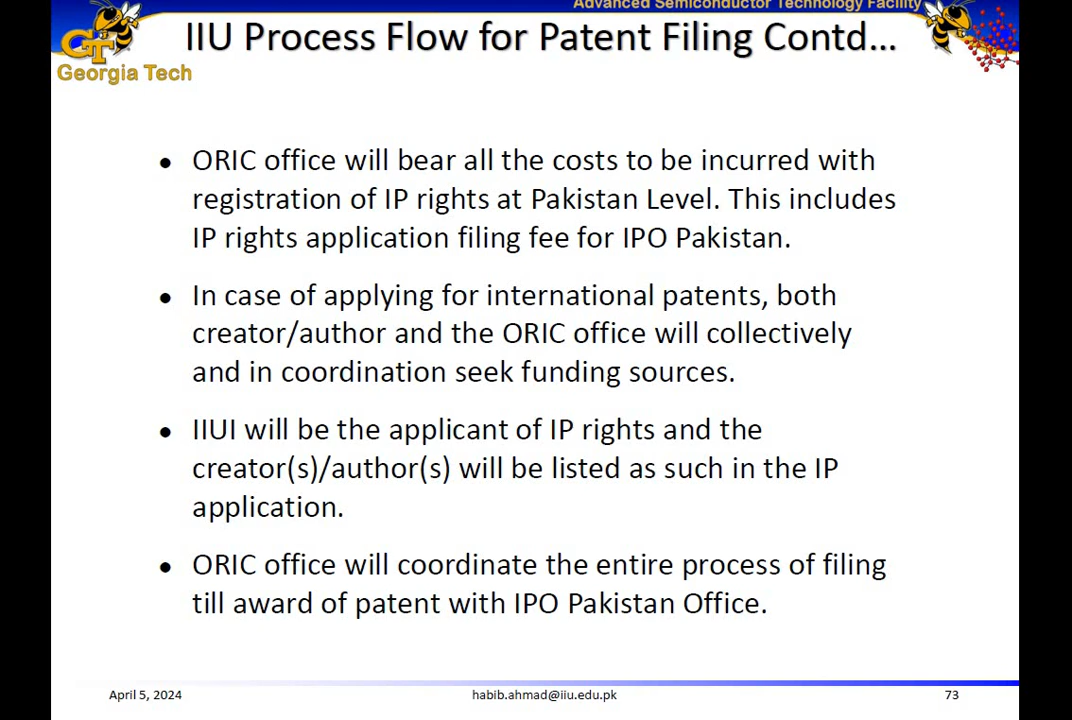 Advanced Semiconductor Technology Facility
IIU Process Flow for Patent Filing Contd...
GT
Georgia Tech
● ORIC office will bear all the costs to be incurred with
registration of IP rights at Pakistan Level. This includes
IP rights application filing fee for IPO Pakistan.
● In case of applying for international patents, both
creator/author and the ORIC office will collectively
and in coordination seek funding sources.
● IIUI will be the applicant of IP rights and the
creator(s)/author(s) will be listed as such in the IP
application.
● ORIC office will coordinate the entire process of filing
till award of patent with IPO Pakistan Office.
April 5, 2024
habib.ahmad@iiu.edu.pk
73